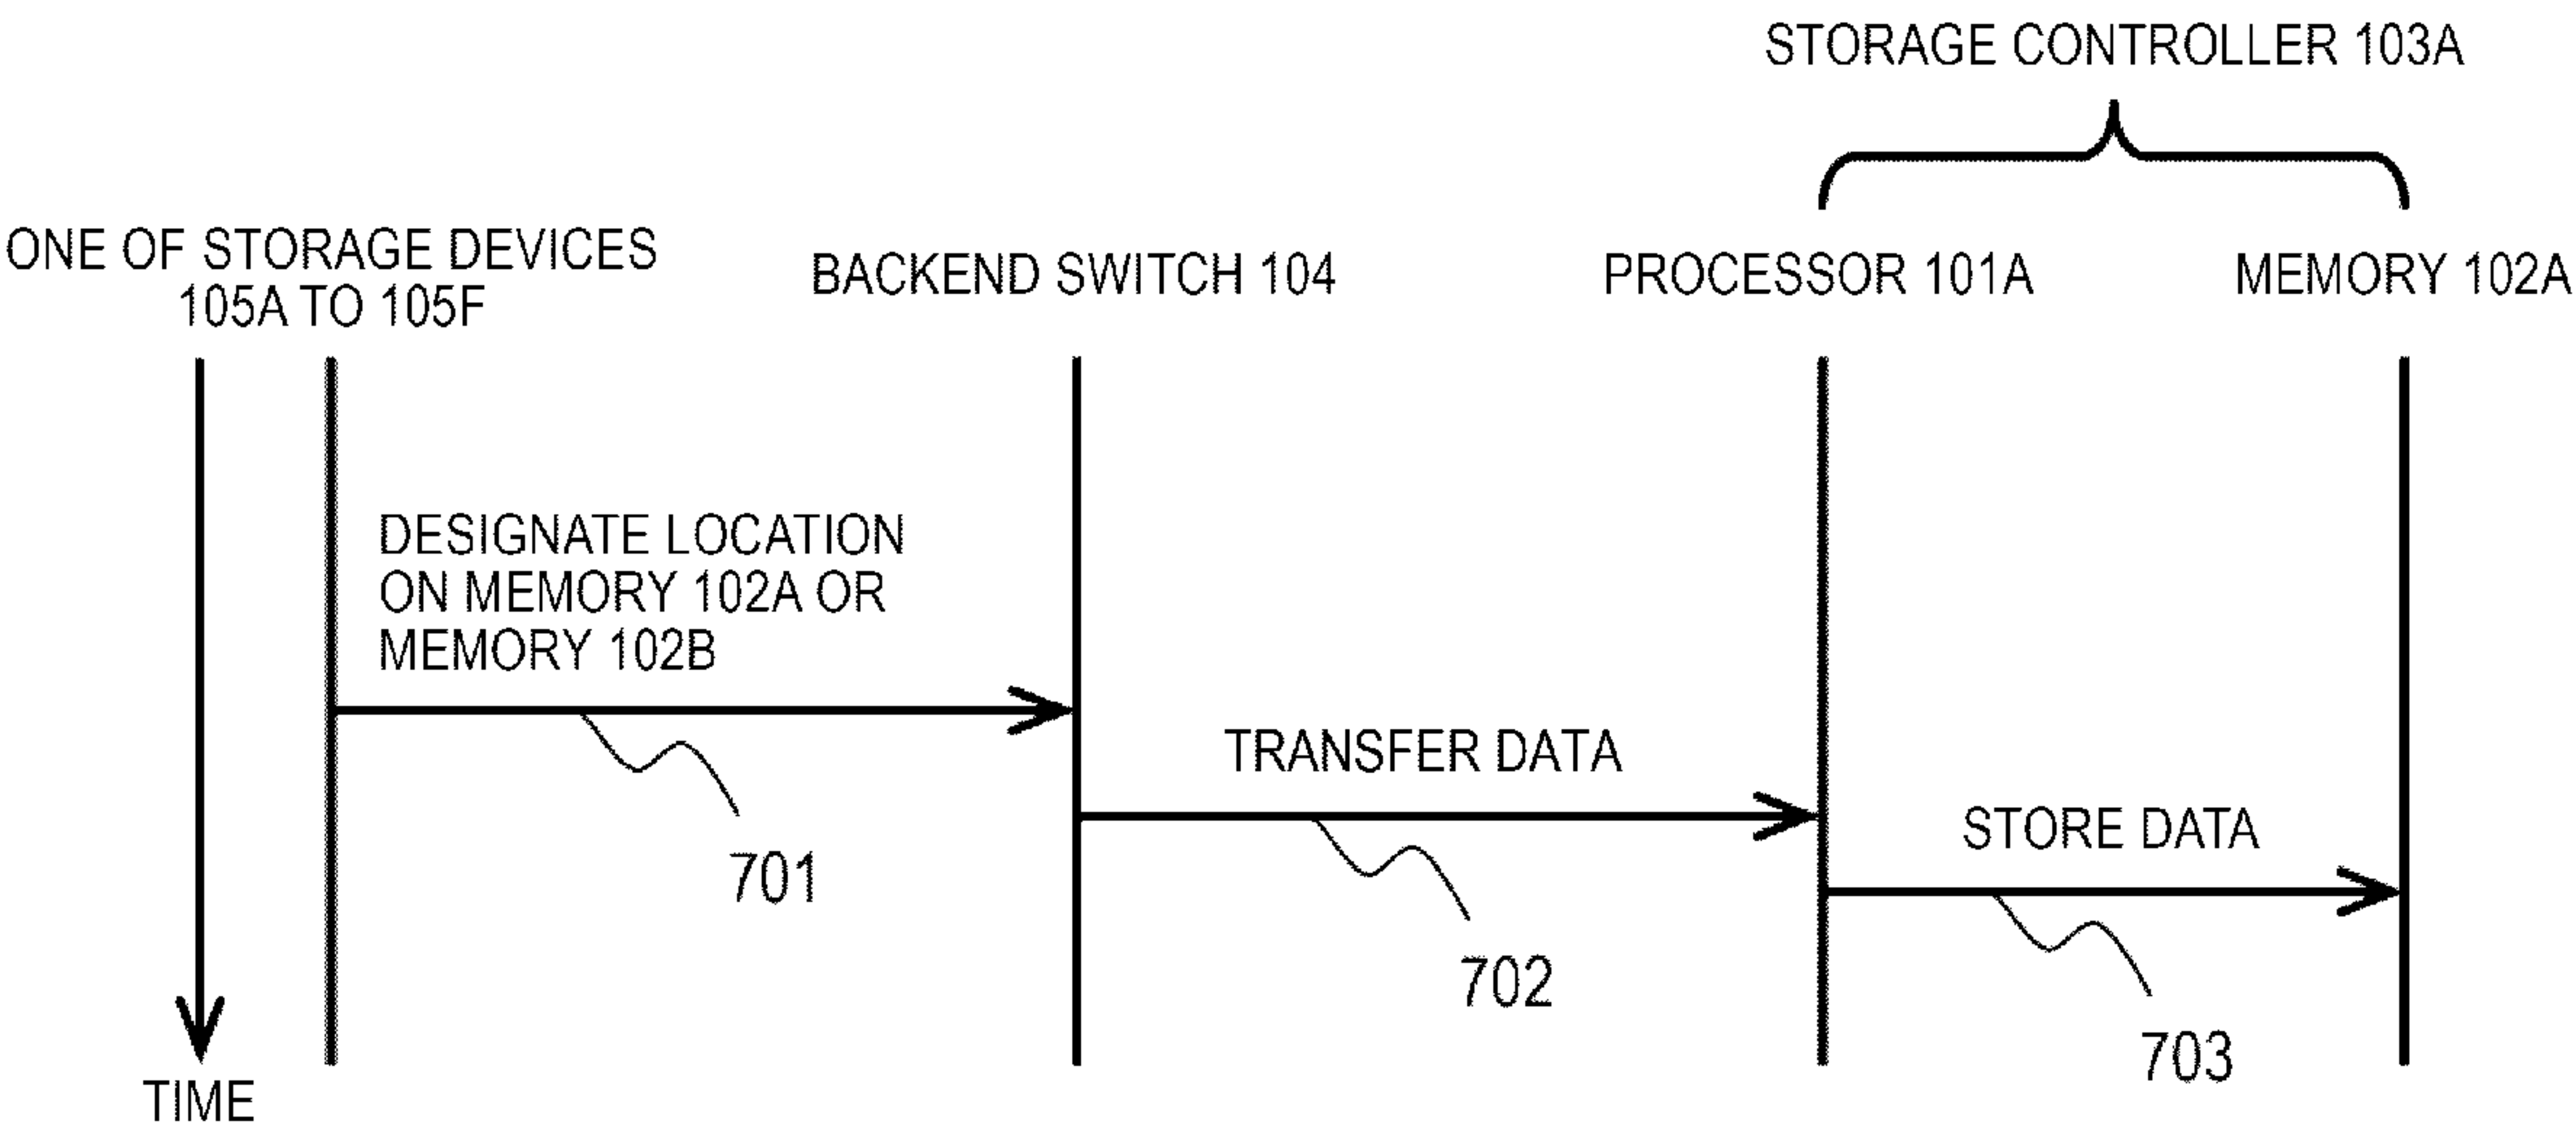 STORAGE CONTROLLER 103A
ONE OF STORAGE DEVICES
105A TO 105F
BACKEND SWITCH 104
PROCESSOR 101A
MEMORY 102A
DESIGNATE LOCATION
ON MEMORY 102A OR
MEMORY 102B
TRANSFER DATA
STORE DATA
701
702
703
TIME